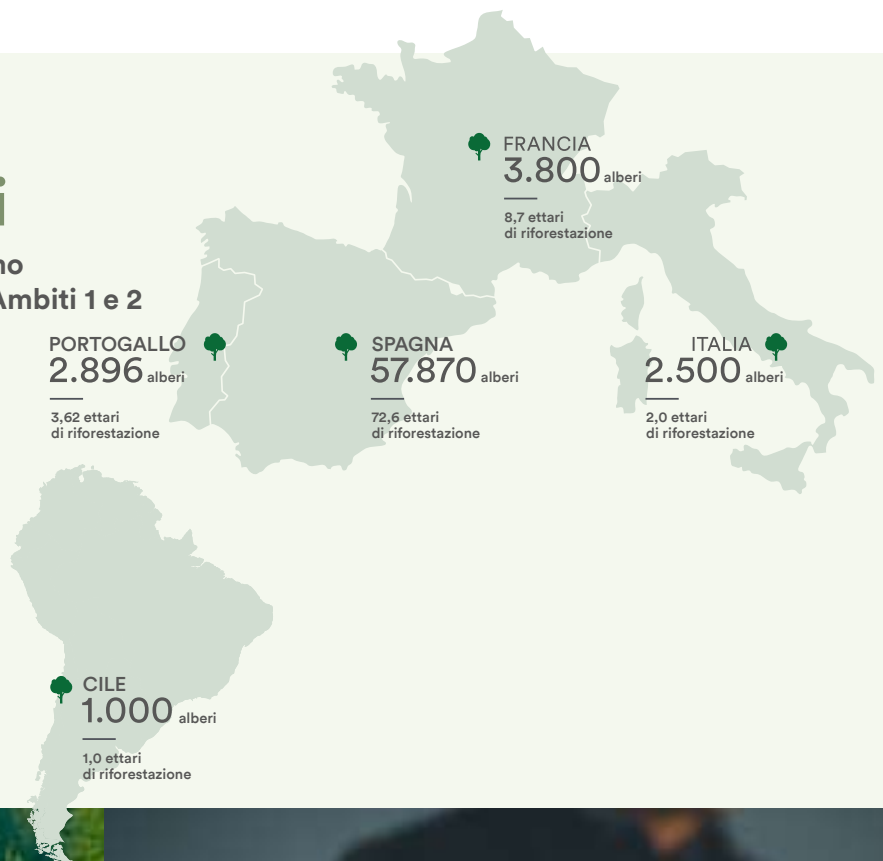 FRANCIA
3.800 alberi
8,7 ettari
di riforestazione
Ambiti 1 e 2
PORTOGALLO
2.896 alberi
3,62 ettari
di riforestazione
SPAGNA
57.870 alberi
72,6 ettari
di riforestazione
ITALIA
2.500 alberi
2,0 ettari
di riforestazione
CILE
1.000 alberi
1,0 ettari
di riforestazione